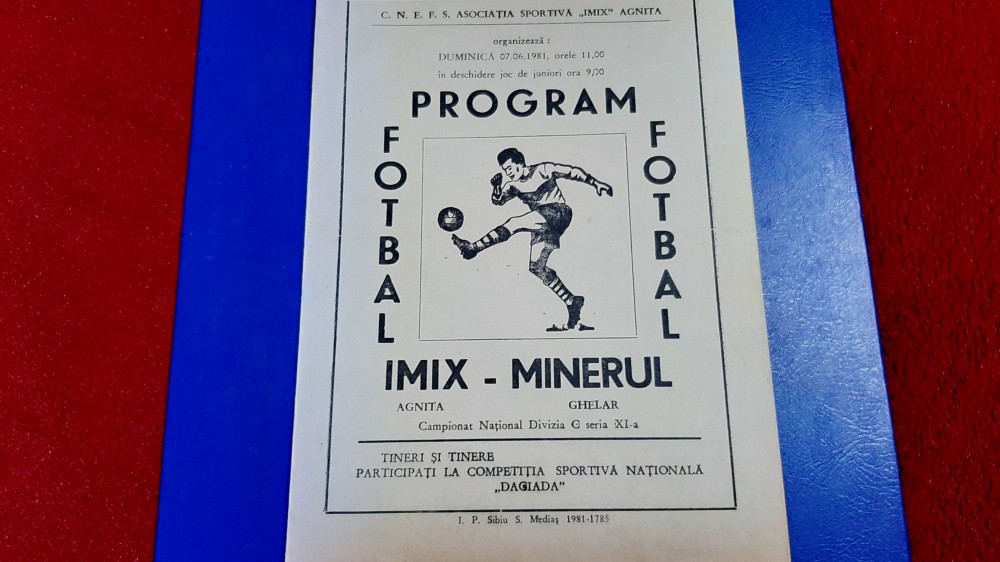 C. N. E. F. S. ASOCIAȚIA SPORTIVĂ „IMIX” AGNITA
organizează :
DUMINICĂ 07.06.1981, orele 11,00
în deschidere joc de juniori ora 9,00
PROGRAM
FOTBAL
FOTBAL
IMIX - MINERUL
AGNITA GHELAR
Campionat Național Divizia C seria XI-a
TINERI ȘI TINERE
PARTICIPAȚI LA COMPETIȚIA SPORTIVĂ NAȚIONALĂ
„DACIADA”
I. P. Sibiu S. Mediaș 1981-1785